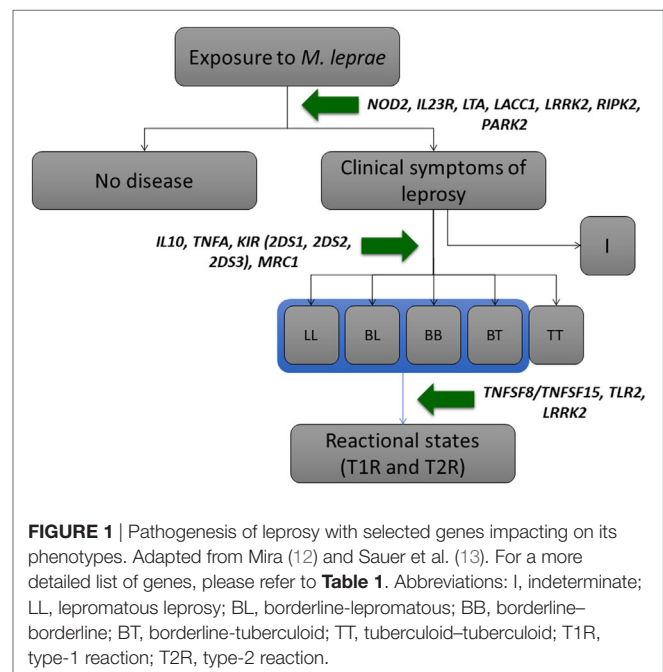 Exposure to M. leprae
NOD2, IL23R, LTA, LACC1, LRRK2, RIPK2,
PARK2
No disease
Clinical symptoms of
leprosy
IL10, TNFA, KIR (2DS1, 2DS2,
2DS3), MRC1
I
LL
BL
BB
BT
TT
TNFSF8/TNFSF15, TLR2,
LRRK2
Reactional states
(T1R and T2R)
FIGURE 1 | Pathogenesis of leprosy with selected genes impacting on its
phenotypes. Adapted from Mira (12) and Sauer et al. (13). For a more
detailed list of genes, please refer to Table 1. Abbreviations: I, indeterminate;
LL, lepromatous leprosy; BL, borderline-lepromatous; BB, borderline–
borderline; BT, borderline-tuberculoid; TT, tuberculoid–tuberculoid; T1R,
type-1 reaction; T2R, type-2 reaction.